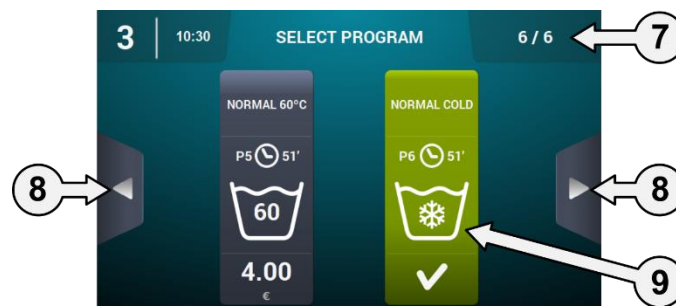 3 10:30 SELECT PROGRAM 6 / 6 7
NORMAL 60ºC NORMAL COLD
P5 51' P6 51'
8 8
60
4.00
€
9